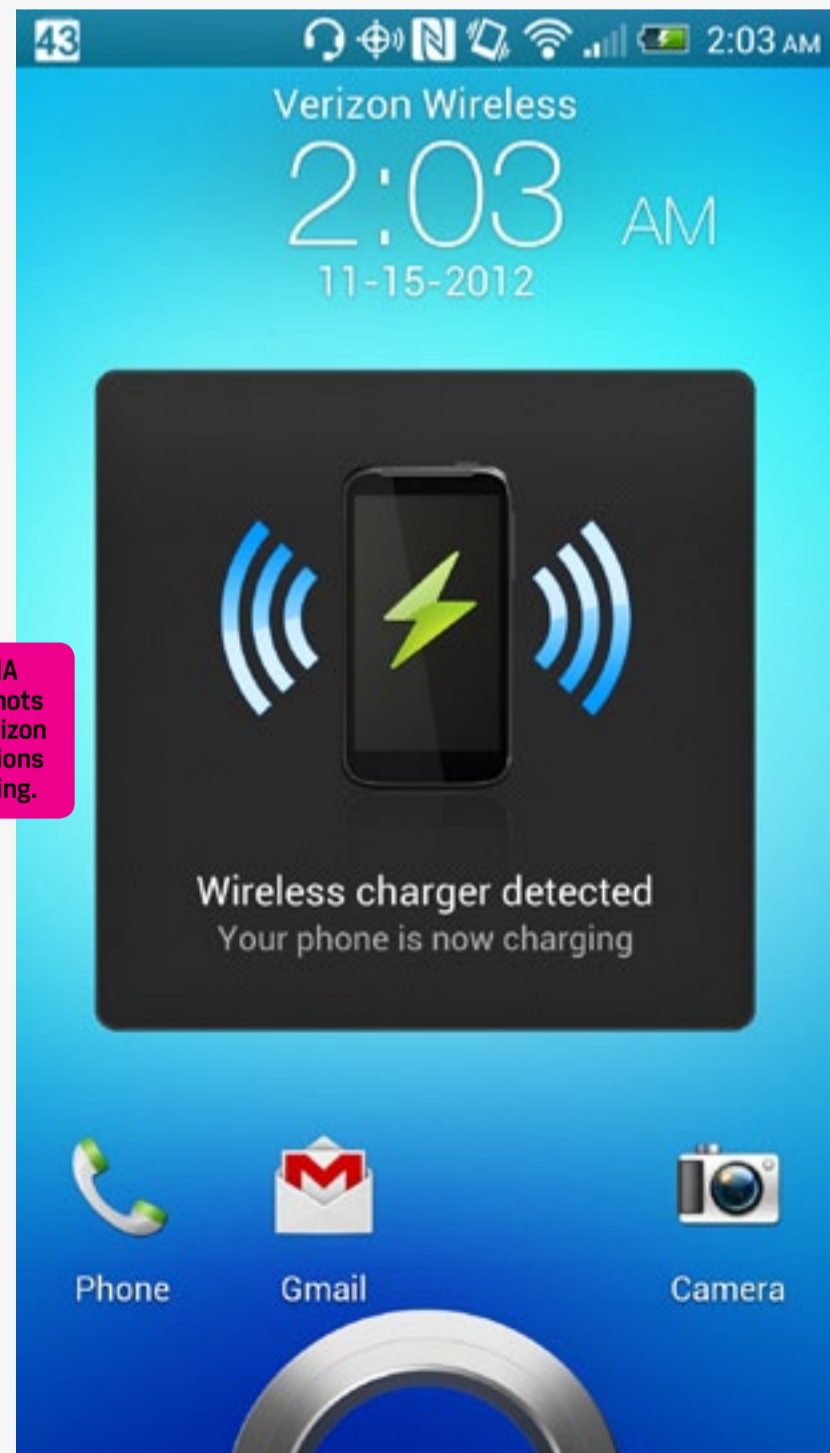 43
2:03 AM
Verizon Wireless
2:03 AM
11-15-2012
Wireless charger detected
Your phone is now charging
Phone
Gmail
Camera
ing.